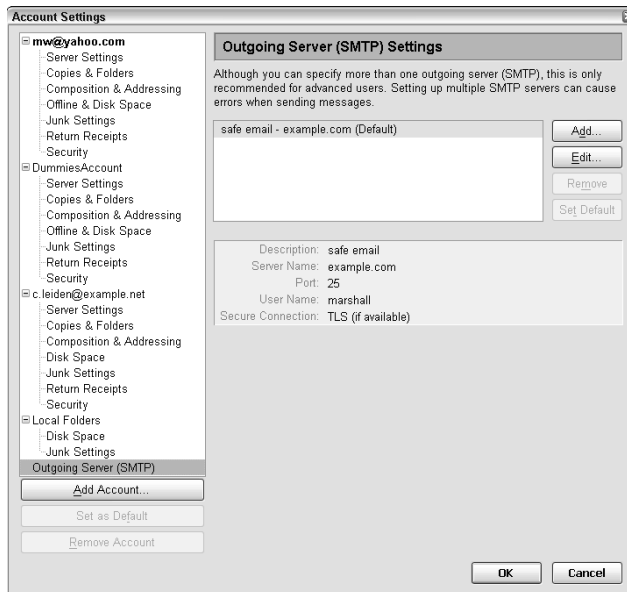 Account Settings
mw@yahoo.com
Server Settings
Copies & Folders
Composition & Addressing
Offline & Disk Space
Junk Settings
Return Receipts
Security
DummiesAccount
Server Settings
Copies & Folders
Composition & Addressing
Offline & Disk Space
Junk Settings
Return Receipts
Security
c.leiden@example.net
Server Settings
Copies & Folders
Composition & Addressing
Disk Space
Junk Settings
Return Receipts
Security
Local Folders
Disk Space
Junk Settings
Outgoing Server (SMTP)
Add Account...
Set as Default
Remove Account
Outgoing Server (SMTP) Settings
Although you can specify more than one outgoing server (SMTP), this is only
recommended for advanced users. Setting up multiple SMTP servers can cause
errors when sending messages.
safe email - example.com (Default)
Add...
Edit...
Remove
Set Default
Description: safe email
Server Name: example.com
Port: 25
User Name: marshall
Secure Connection: TLS (if available)
OK
Cancel